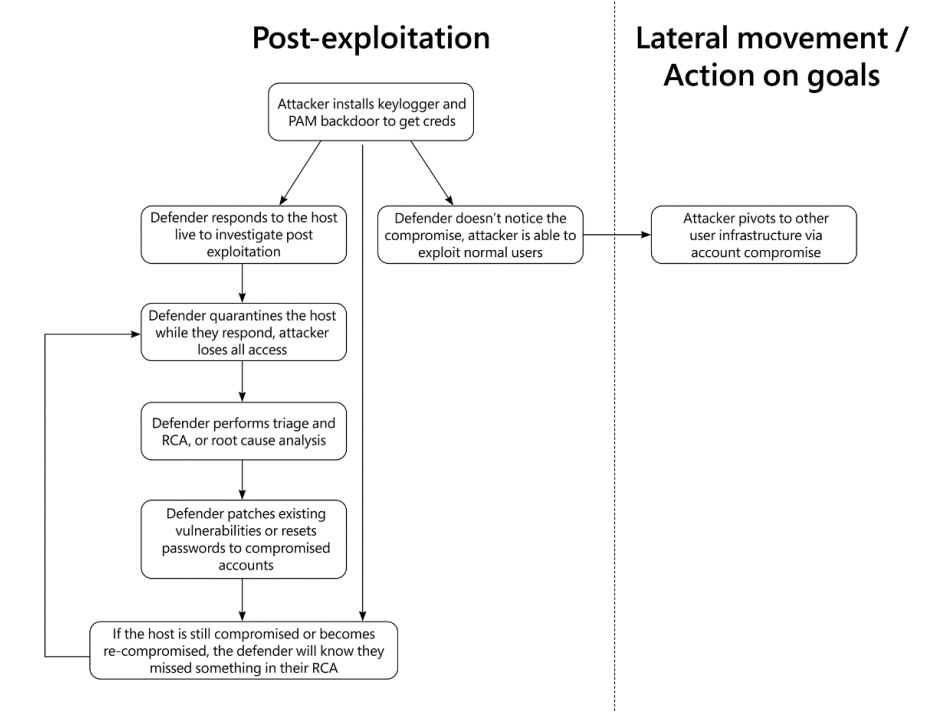 Post-exploitation
Lateral movement /
Action on goals
Attacker installs keylogger and
PAM backdoor to get creds
Defender responds to the host
live to investigate post
exploitation
Defender doesn’t notice the
compromise, attacker is able to
exploit normal users
Attacker pivots to other
user infrastructure via
account compromise
Defender quarantines the host
while they respond, attacker
loses all access
Defender performs triage and
RCA, or root cause analysis
Defender patches existing
vulnerabilities or resets
passwords to compromised
accounts
If the host is still compromised or becomes
re-compromised, the defender will know they
missed something in their RCA